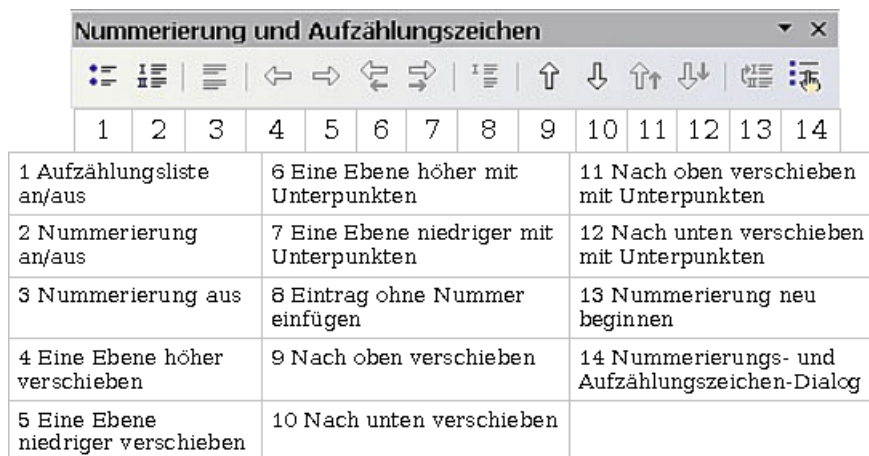 Nummerierung und Aufzählungszeichen
1 2 3 4 5 6 7 8 9 10 11 12 13 14
1 Aufzählungsliste
an/aus
6 Eine Ebene höher mit
Unterpunkten
11 Nach oben verschieben
mit Unterpunkten
2 Nummerierung
an/aus
7 Eine Ebene niedriger mit
Unterpunkten
12 Nach unten verschieben
mit Unterpunkten
3 Nummerierung aus
8 Eintrag ohne Nummer
einfügen
13 Nummerierung neu
beginnen
4 Eine Ebene höher
verschieben
9 Nach oben verschieben
14 Nummerierungs- und
Aufzählungszeichen-Dialog
5 Eine Ebene
niedriger verschieben
10 Nach unten verschieben